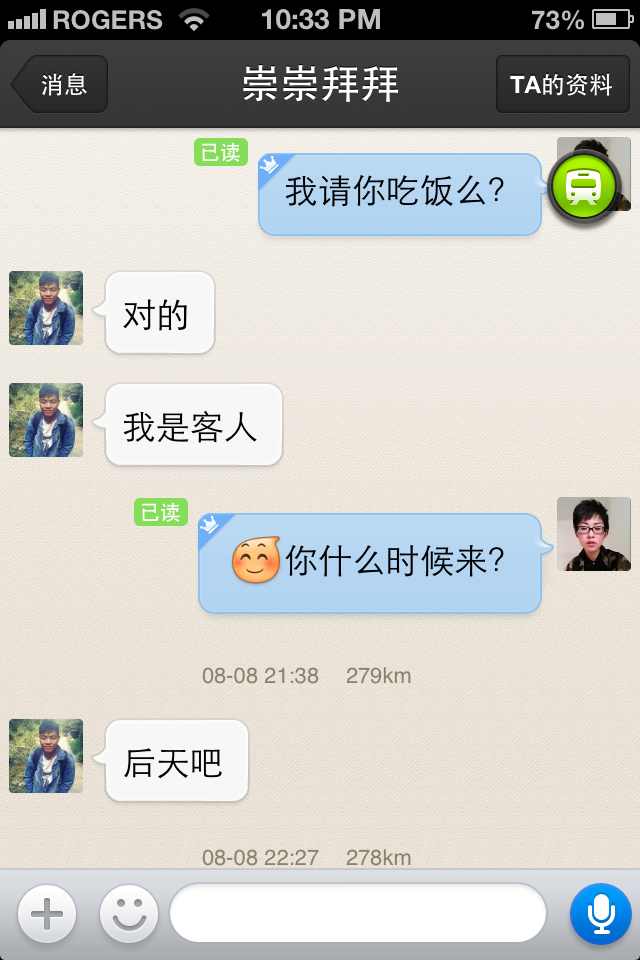 ROGERS 10:33 PM 73%
消息 崇崇拜拜 TA的资料
已读
我请你吃饭么?
对的
我是客人
已读
你什么时候来?
08-08 21:38 279km
后天吧
08-08 22:27 278km